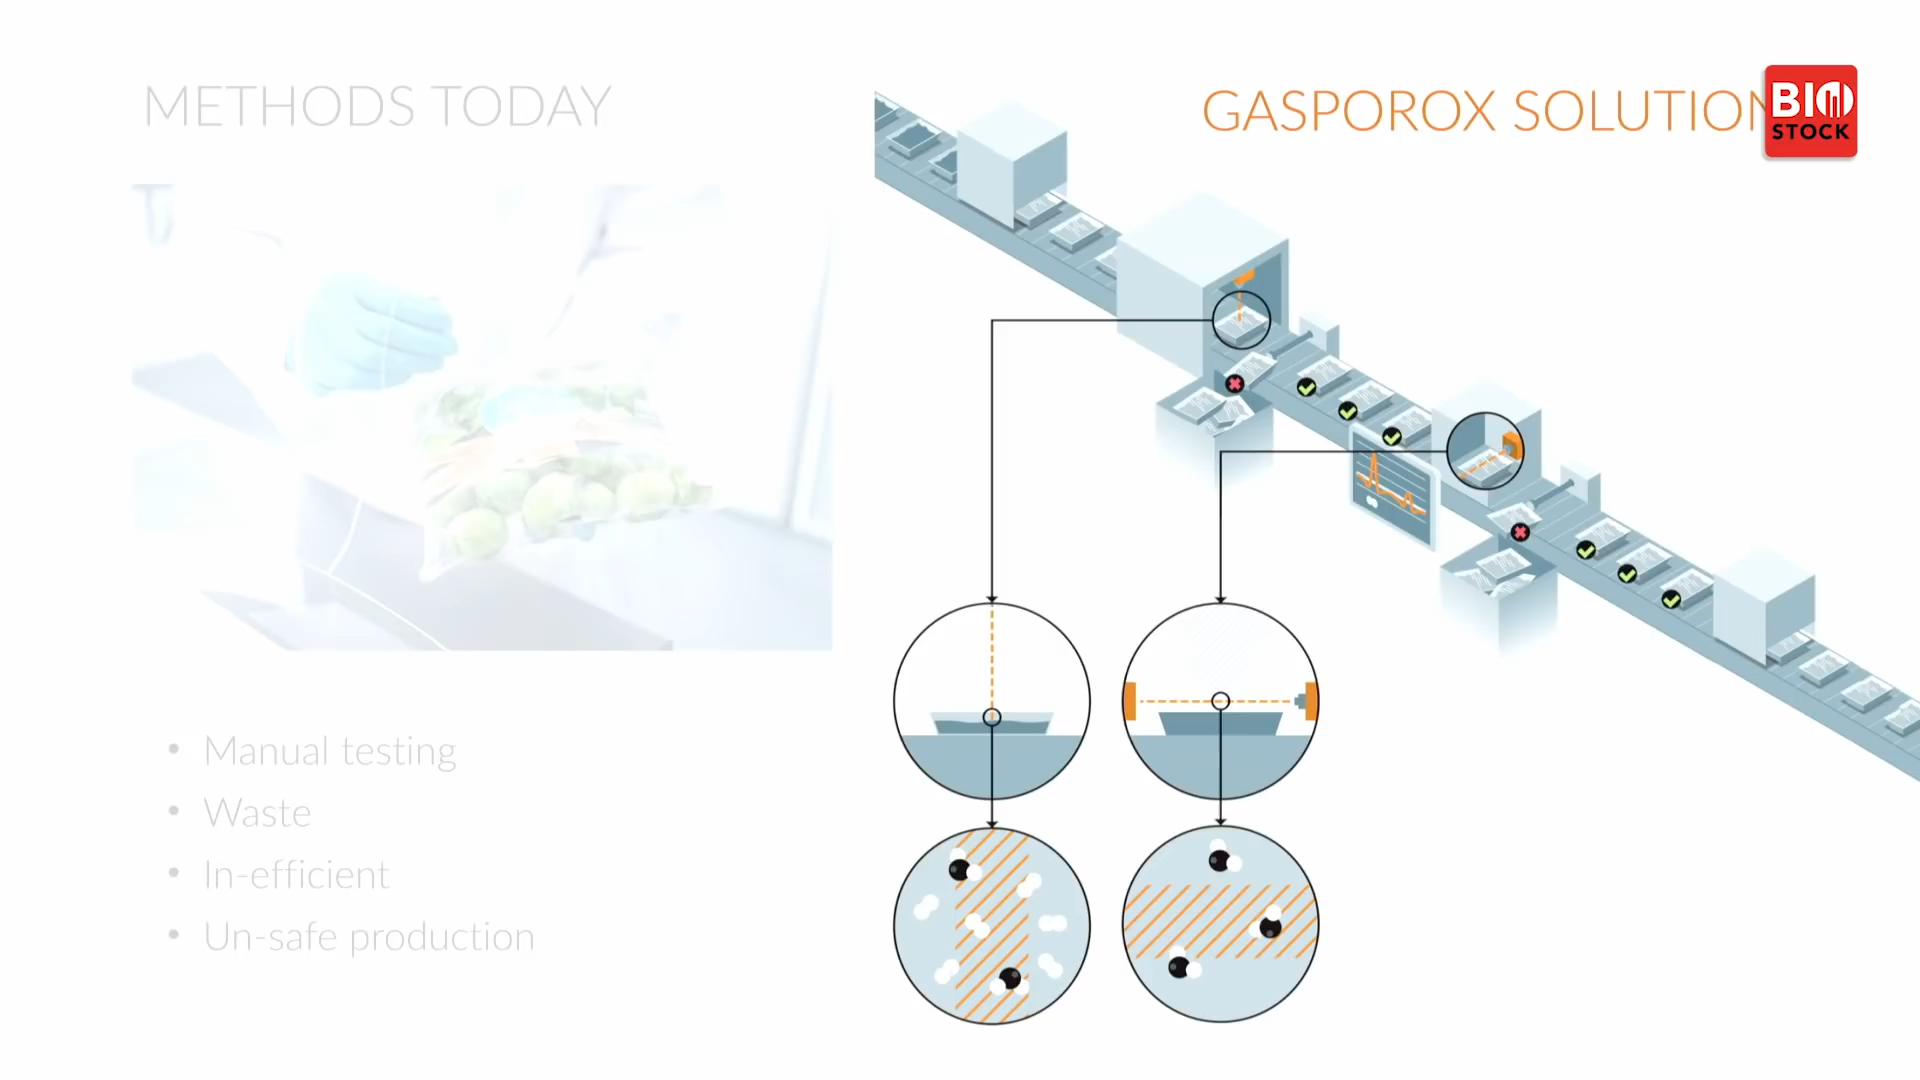 METHODS TODAY
GASPOROX SOLUTION
BIO
STOCK
• Manual testing
• Waste
• In-efficient
• Un-safe production